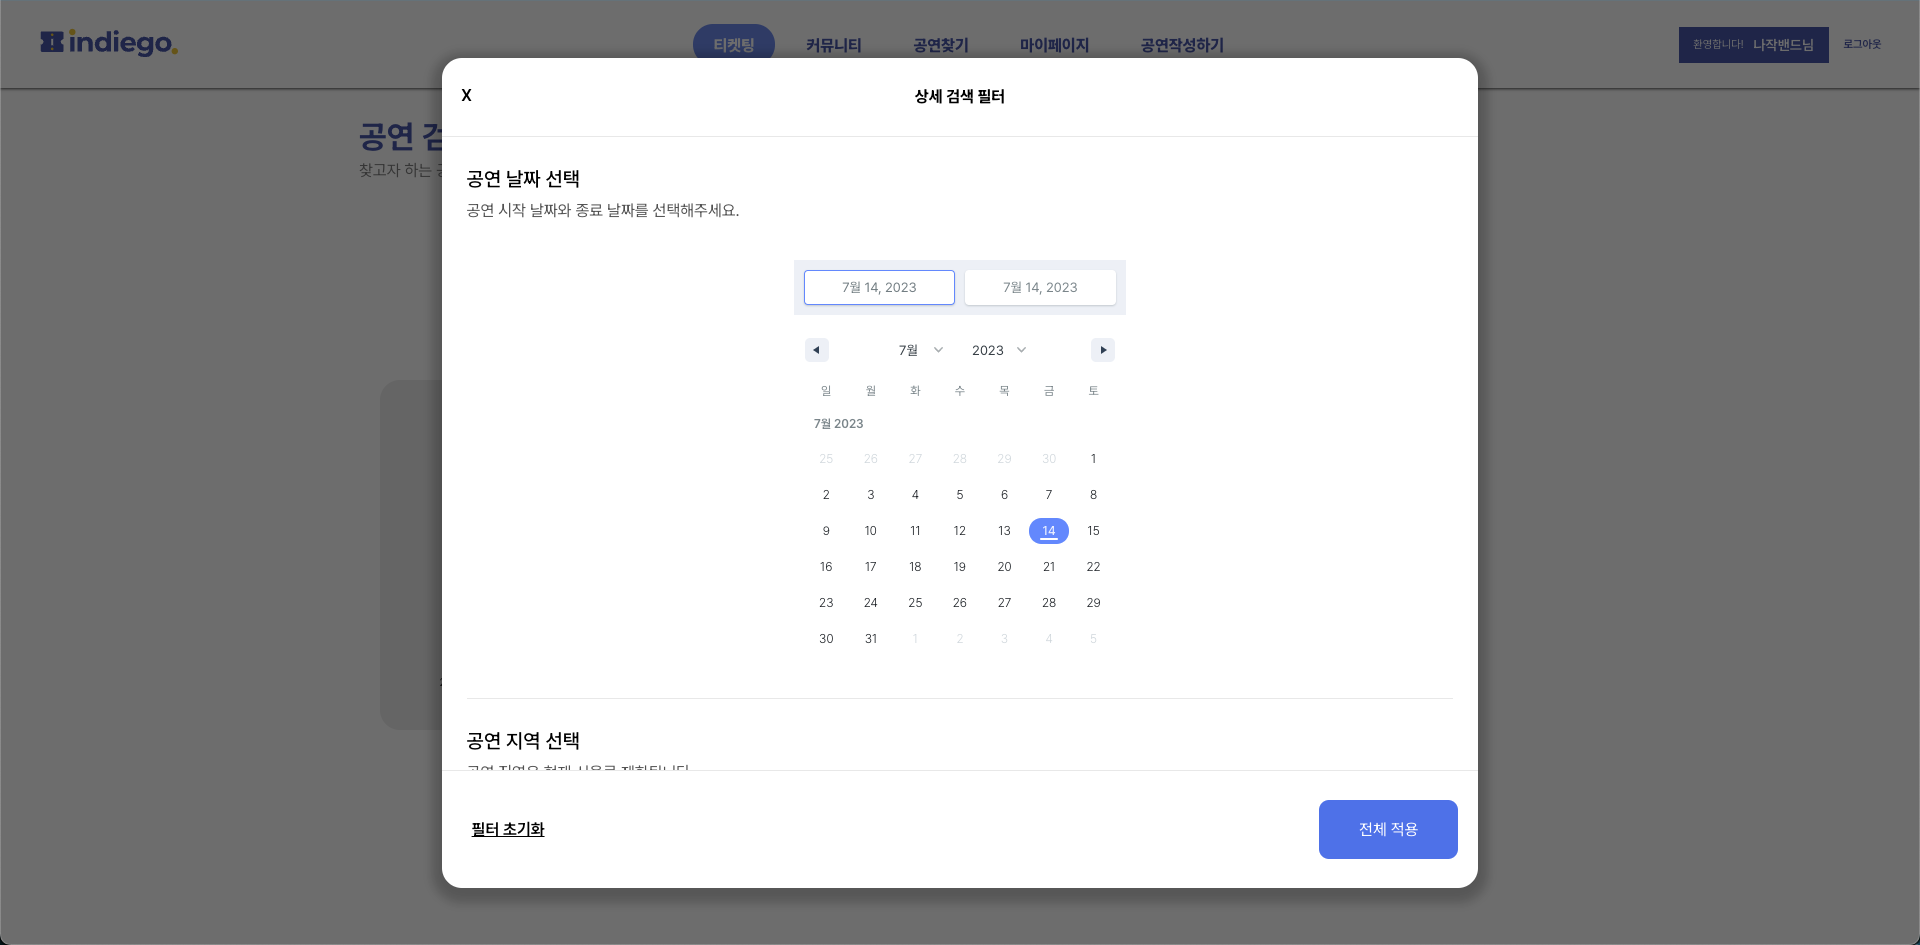 indiego.
티켓팅 커뮤니티 공연찾기 마이페이지 공연작성하기
환영합니다! 나작밴드님 로그아웃
공연
찾고자 하는
X
상세 검색 필터
공연 날짜 선택
공연 시작 날짜와 종료 날짜를 선택해주세요.
7월 14, 2023 7월 14, 2023
7월 2023
일 월 화 수 목 금 토
7월 2023
25 26 27 28 29 30 1
2 3 4 5 6 7 8
9 10 11 12 13 14 15
16 17 18 19 20 21 22
23 24 25 26 27 28 29
30 31 1 2 3 4 5
공연 지역 선택
필터 초기화
전체 적용